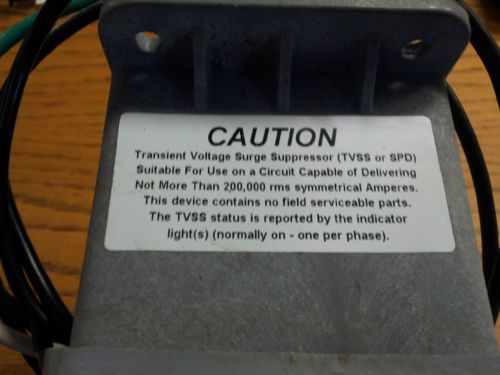 CAUTION
Transient Voltage Surge Suppressor (TVSS or SPD)
Suitable For Use on a Circuit Capable of Delivering
Not More Than 200,000 rms symmetrical Amperes.
This device contains no field serviceable parts.
The TVSS status is reported by the indicator
light(s) (normally on - one per phase).